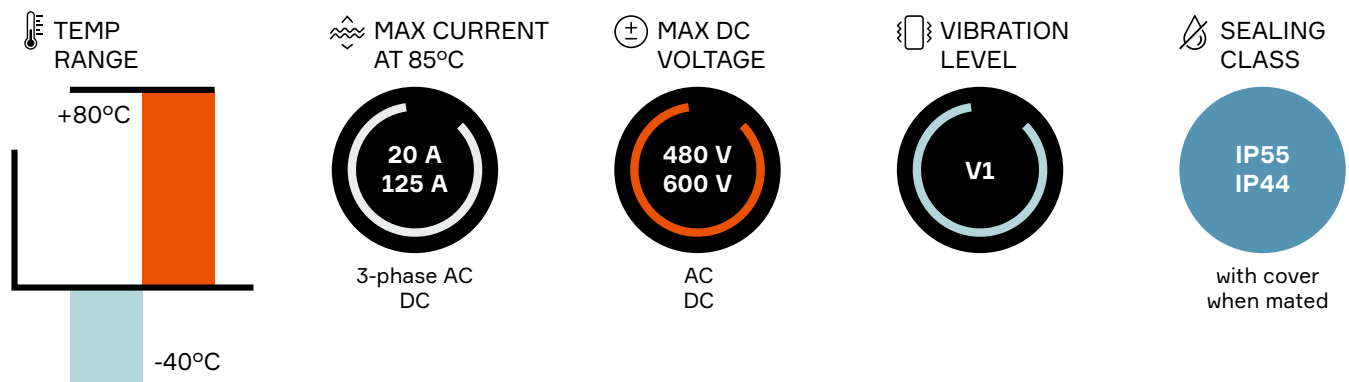 TEMP
RANGE
+80°C
-40°C
MAX CURRENT
AT 85°C
20 A
125 A
3-phase AC
DC
MAX DC
VOLTAGE
480 V
600 V
AC
DC
VIBRATION
LEVEL
V1
SEALING
CLASS
IP55
IP44
with cover
when mated